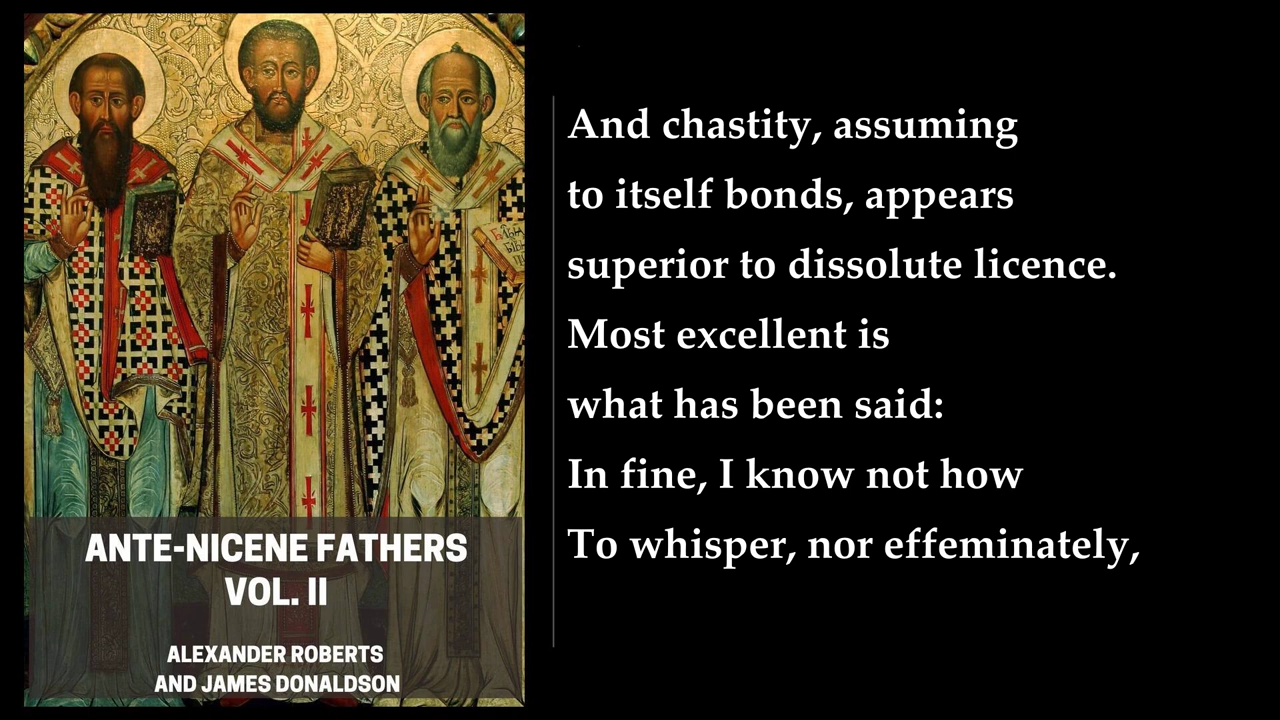 ANTE-NICENE FATHERS
VOL. II
ALEXANDER ROBERTS
AND JAMES DONALDSON
And chastity, assuming
to itself bonds, appears
superior to dissolute licence.
Most excellent is
what has been said:
In fine, I know not how
To whisper, nor effeminately,